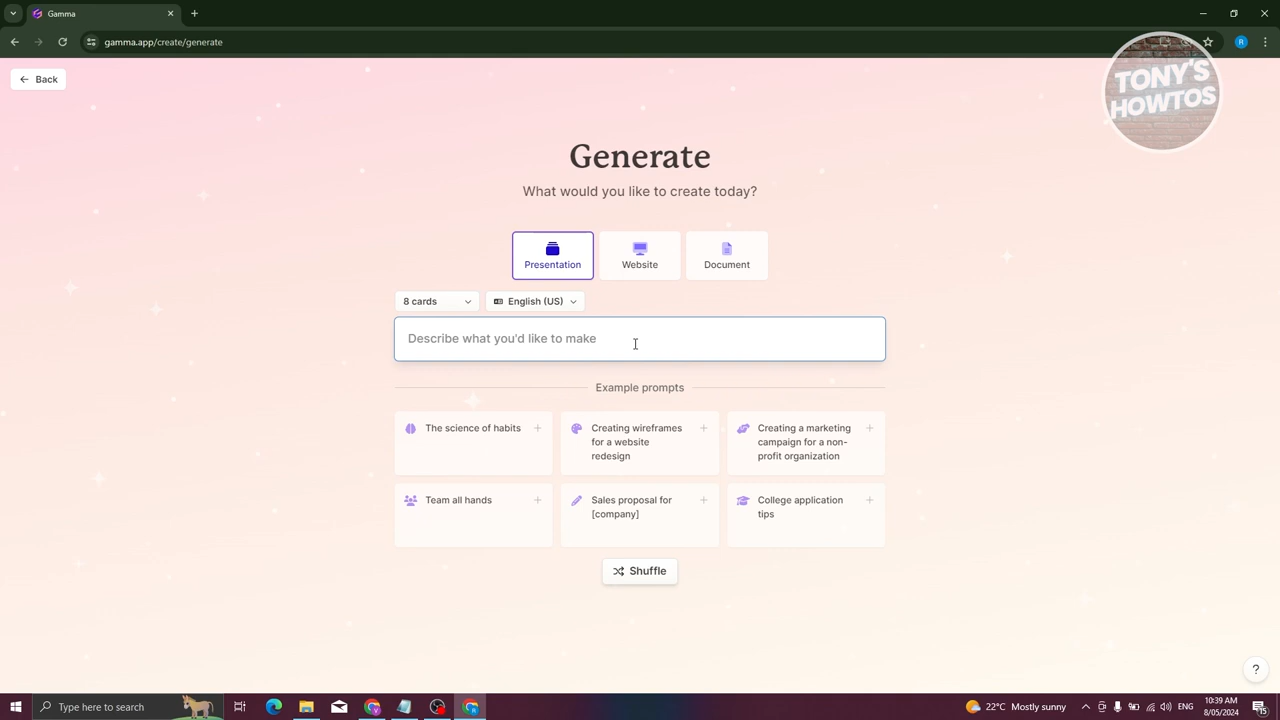 Gamma
gamma.app/create/generate
R
TONY'S
HOWTOS
Back
Generate
What would you like to create today?
Presentation
Website
Document
8 cards
English (US)
Describe what you'd like to make
Example prompts
The science of habits
Creating wireframes
for a website
redesign
Creating a marketing
campaign for a non-
profit organization
Team all hands
Sales proposal for
[company]
College application
tips
Shuffle
?
Type here to search
22°C Mostly sunny
10:39 AM
8/05/2024
15